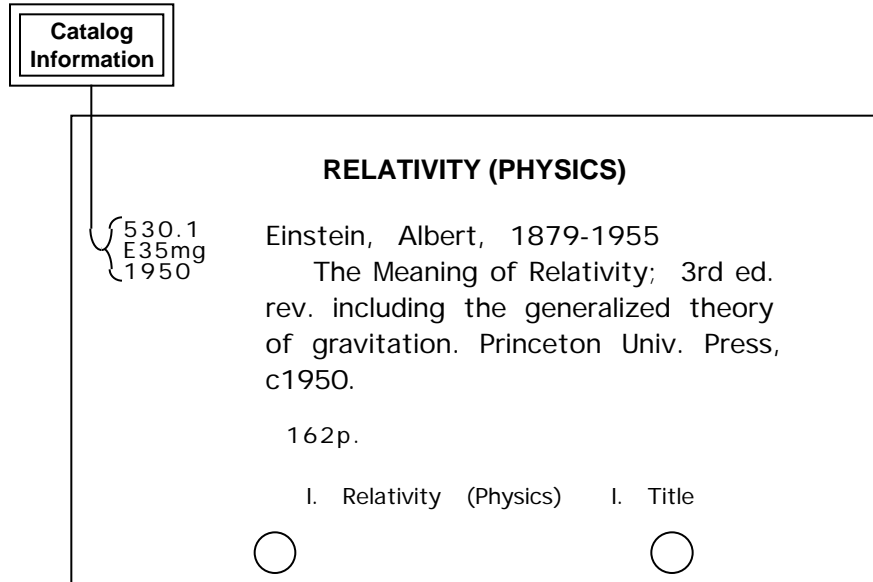 Catalog
Information
RELATIVITY (PHYSICS)
530.1
E35mg
1950
Einstein, Albert, 1879-1955
The Meaning of Relativity; 3rd ed.
rev. including the generalized theory
of gravitation. Princeton Univ. Press,
c1950.
162p.
I. Relativity (Physics) I. Title